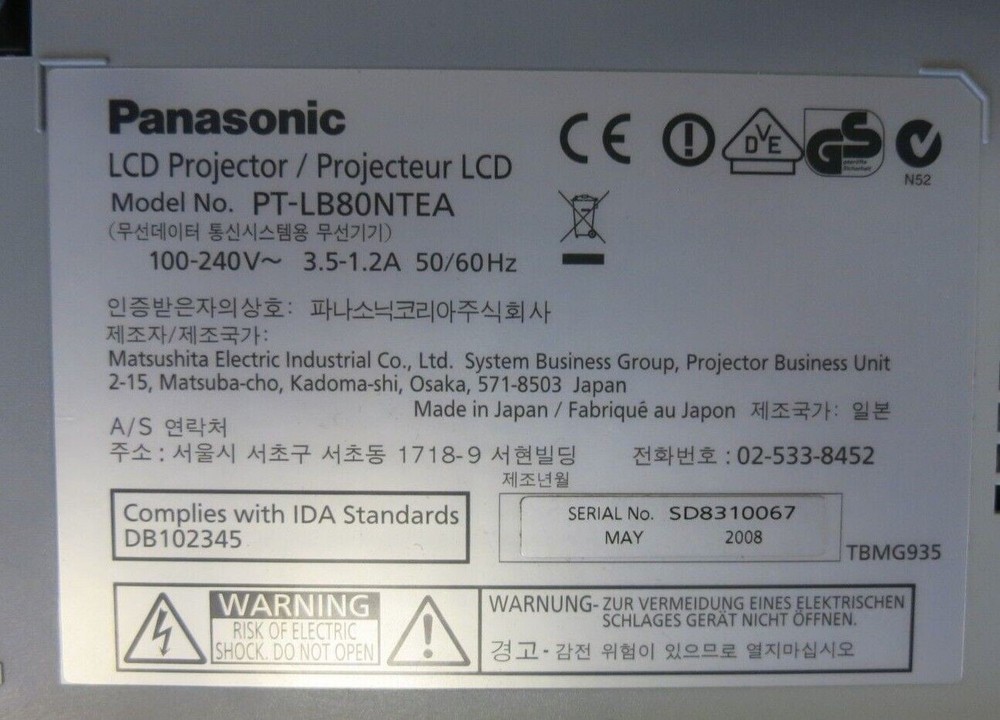 Panasonic
LCD Projector / Projecteur LCD
Model No. PT-LB80NTEA
(무선데이터 통신시스템용 무선기기)
100-240V～ 3.5-1.2A 50/60Hz
CE
DVE
GS
geprüfte Sicherheit
N52
인증받은자의상호: 파나소닉코리아주식회사
제조자/제조국가:
Matsushita Electric Industrial Co., Ltd. System Business Group, Projector Business Unit
2-15, Matsuba-cho, Kadoma-shi, Osaka, 571-8503 Japan
Made in Japan / Fabriqué au Japon 제조국가: 일본
A/S 연락처
주소: 서울시 서초구 서초동 1718-9 서현빌딩 전화번호: 02-533-8452
제조년월
Complies with IDA Standards
DB102345
SERIAL No. SD8310067
MAY 2008
TBMG935
WARNING
RISK OF ELECTRIC
SHOCK. DO NOT OPEN
WARNUNG- ZUR VERMEIDUNG EINES ELEKTRISCHEN
SCHLAGES GERÄT NICHT ÖFFNEN.
경고- 감전 위험이 있으므로 열지마십시오